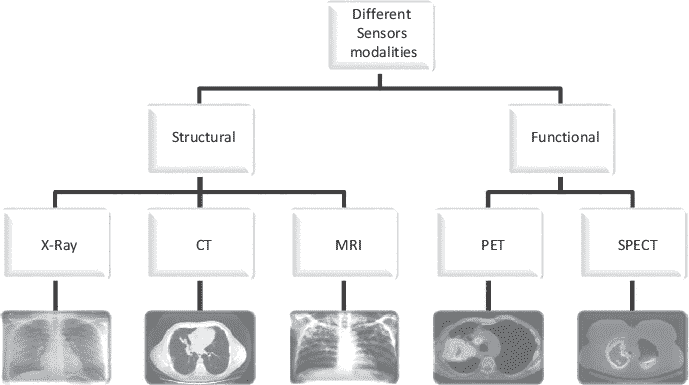 Different
Sensors
modalities
Structural
Functional
X-Ray
CT
MRI
PET
SPECT